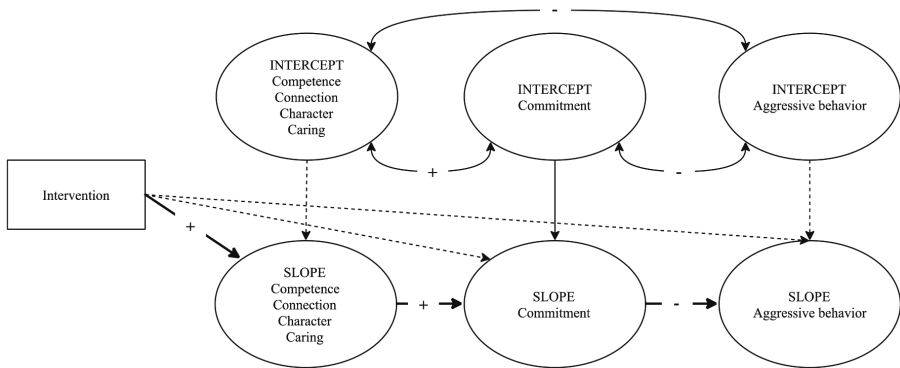 -
INTERCEPT
Competence
Connection
Character
Caring
INTERCEPT
Commitment
INTERCEPT
Aggressive behavior
+
-
Intervention
+
SLOPE
Competence
Connection
Character
Caring
+
SLOPE
Commitment
-
SLOPE
Aggressive behavior